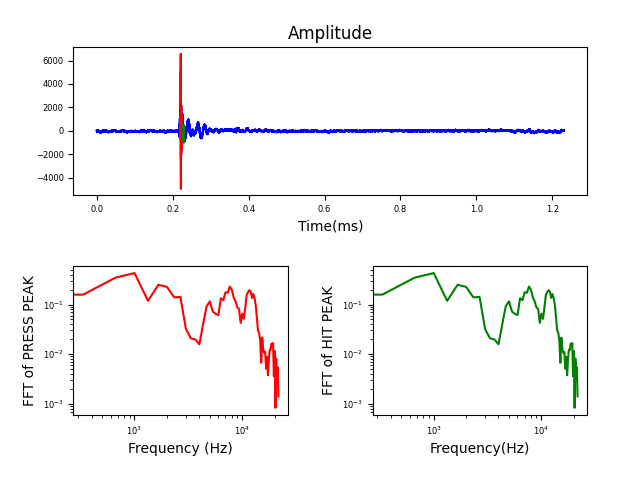 Amplitude
6000
4000
2000
0
−2000
−4000
0.0 0.2 0.4 0.6 0.8 1.0 1.2
Time(ms)
FFT of PRESS PEAK
10⁻¹
10⁻²
10⁻³
10³ 10⁴
Frequency (Hz)
FFT of HIT PEAK
10⁻¹
10⁻²
10⁻³
10³ 10⁴
Frequency(Hz)